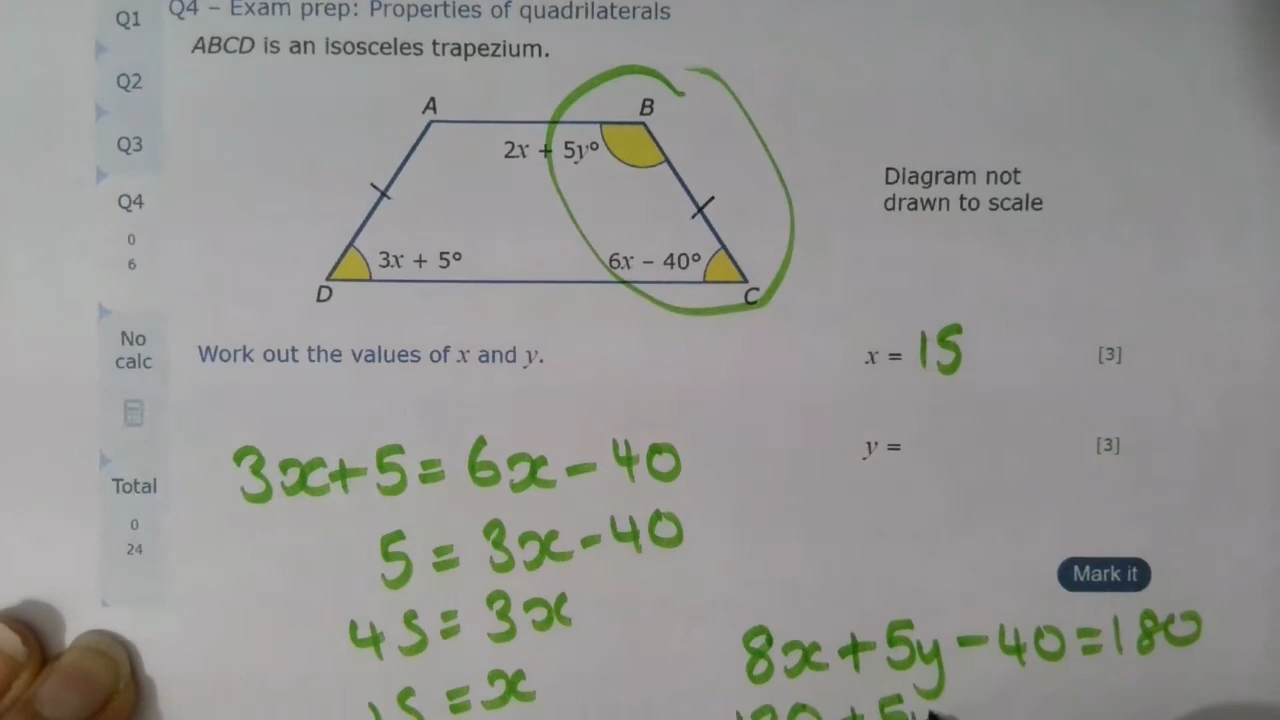 Q4 – Exam prep: Properties of quadrilaterals
Q1
ABCD is an isosceles trapezium.
Q2
A
B
Q3
2x + 5y°
Diagram not
drawn to scale
Q4
0
6
3x + 5°
6x – 40°
D
C
No
calc
Work out the values of x and y.
x = 15
[3]
y =
[3]
3x+5=6x-40
Total
0
24
5=3x-40
Mark it
45=3x
8x+5y-40=180
15=x